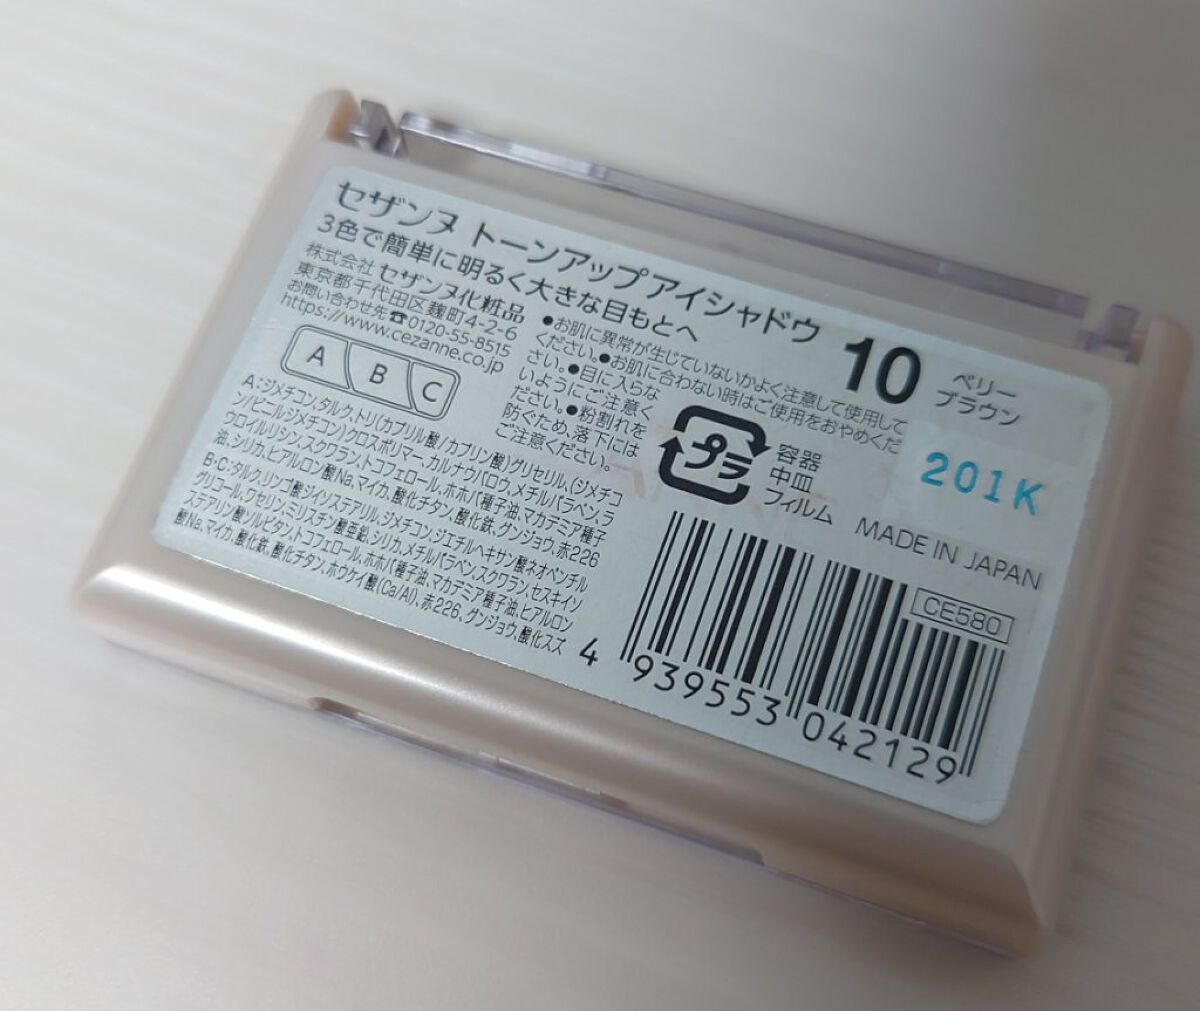 セザンヌ トーンアップアイシャドウ
3色で簡単に明るく大きな目もとへ
10 ベリー
ブラウン
株式会社 セザンヌ化粧品
東京都千代田区麹町4-2-6
お問い合わせ先☎0120-55-8515
https://www.cezanne.co.jp
A B C
●お肌に異常が生じていないかよく注意して使用して
ください。●お肌に合わない時はご使用をおやめくだ
さい。●目に入らな
いようにご注意く
ださい。●粉割れを
防ぐため、落下には
ご注意ください。
プラ
容器
中皿
フィルム
201K
MADE IN JAPAN
CE580
A:ジメチコン、タルク、トリ(カプリル酸/カプリン酸)グリセリル、(ジメチコ
ン/ビニルジメチコン)クロスポリマー、カルナウバロウ、メチルパラベン、ラ
ウロイルリシン、スクワラン、トコフェロール、ホホバ種子油、マカデミア種子
油、シリカ、ヒアルロン酸Na、マイカ、酸化チタン、酸化鉄、グンジョウ、赤226
B・C:タルク、リンゴ酸ジイソステアリル、ジメチコン、ジエチルヘキサン酸ネオペンチル
グリコール、ワセリン、ミリスチン酸亜鉛、シリカ、メチルパラベン、スクワラン、セスキイソ
ステアリン酸ソルビタン、トコフェロール、ホホバ種子油、マカデミア種子油、ヒアルロン
酸Na、マイカ、酸化鉄、酸化チタン、ホウケイ酸(Ca/Al)、赤226、グンジョウ、酸化スズ
4 939553 042129